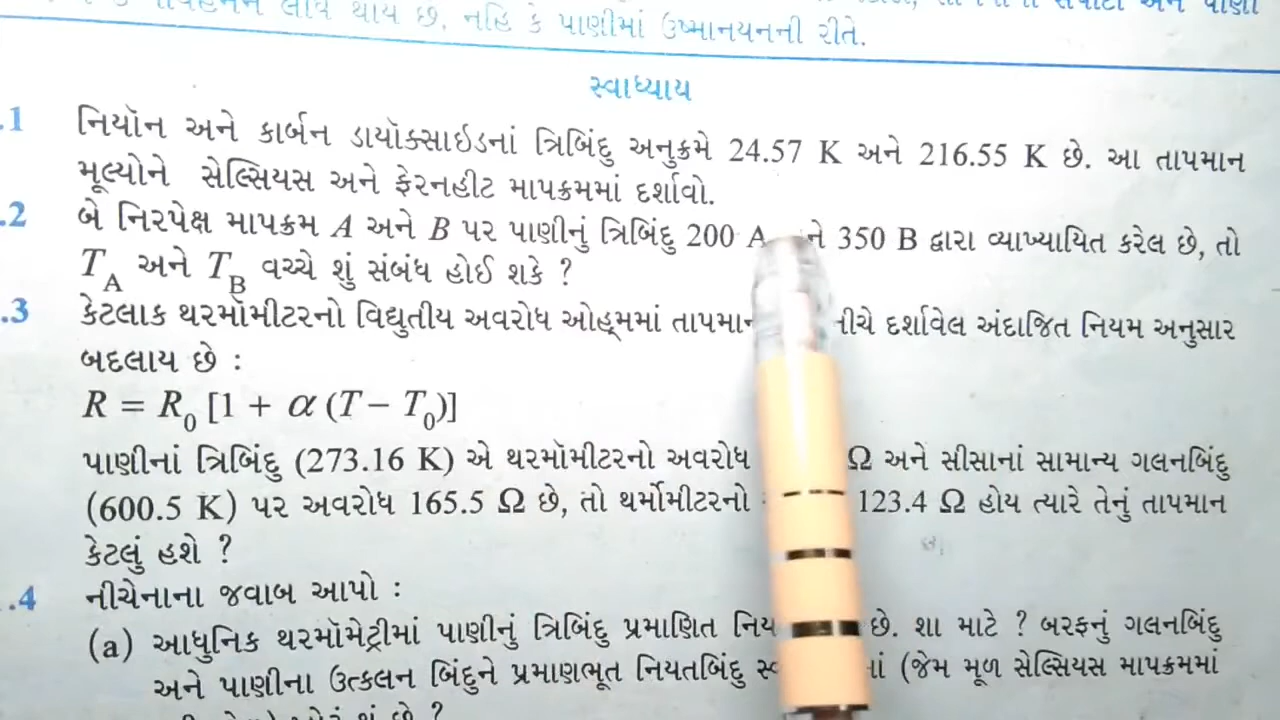 લીધે થાય છે, નહિ કે પાણીમાં ઉષ્માનયનની રીતે.
સ્વાધ્યાય
.1 નિયૉન અને કાર્બન ડાયૉક્સાઇડનાં ત્રિબિંદુ અનુક્રમે 24.57 K અને 216.55 K છે. આ તાપમાન
મૂલ્યોને સેલ્સિયસ અને ફેરનહીટ માપક્રમમાં દર્શાવો.
.2 બે નિરપેક્ષ માપક્રમ A અને B પર પાણીનું ત્રિબિંદુ 200 A ને 350 B દ્વારા વ્યાખ્યાયિત કરેલ છે, તો
T_A અને T_B વચ્ચે શું સંબંધ હોઈ શકે ?
.3 કેટલાક થરમૉમીટરનો વિદ્યુતીય અવરોધ ઓહ્મમાં તાપમાન નીચે દર્શાવેલ અંદાજિત નિયમ અનુસાર
બદલાય છે :
R = R_0 [1 + α (T − T_0)]
પાણીનાં ત્રિબિંદુ (273.16 K) એ થરમૉમીટરનો અવરોધ Ω અને સીસાનાં સામાન્ય ગલનબિંદુ
(600.5 K) પર અવરોધ 165.5 Ω છે, તો થર્મોમીટરનો 123.4 Ω હોય ત્યારે તેનું તાપમાન
કેટલું હશે ?
.4 નીચેનાના જવાબ આપો :
(a) આધુનિક થરમૉમેટ્રીમાં પાણીનું ત્રિબિંદુ પ્રમાણિત નિય છે. શા માટે ? બરફનું ગલનબિંદુ
અને પાણીના ઉત્કલન બિંદુને પ્રમાણભૂત નિયતબિંદુ (જેમ મૂળ સેલ્સિયસ માપક્રમમાં